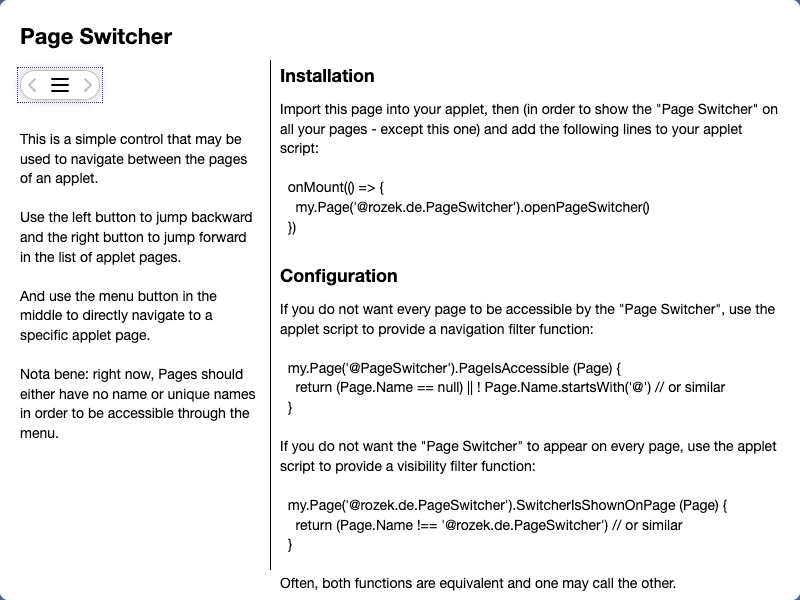 Page Switcher
This is a simple control that may be
used to navigate between the pages
of an applet.
Use the left button to jump backward
and the right button to jump forward
in the list of applet pages.
And use the menu button in the
middle to directly navigate to a
specific applet page.
Nota bene: right now, Pages should
either have no name or unique names
in order to be accessible through the
menu.
Installation
Import this page into your applet, then (in order to show the "Page Switcher" on
all your pages - except this one) and add the following lines to your applet
script:
onMount(() => {
my.Page('@rozek.de.PageSwitcher').openPageSwitcher()
})
Configuration
If you do not want every page to be accessible by the "Page Switcher", use the
applet script to provide a navigation filter function:
my.Page('@PageSwitcher').PageIsAccessible (Page) {
return (Page.Name == null) || ! Page.Name.startsWith('@') // or similar
}
If you do not want the "Page Switcher" to appear on every page, use the applet
script to provide a visibility filter function:
my.Page('@rozek.de.PageSwitcher').SwitcherIsShownOnPage (Page) {
return (Page.Name !== '@rozek.de.PageSwitcher') // or similar
}
Often, both functions are equivalent and one may call the other.